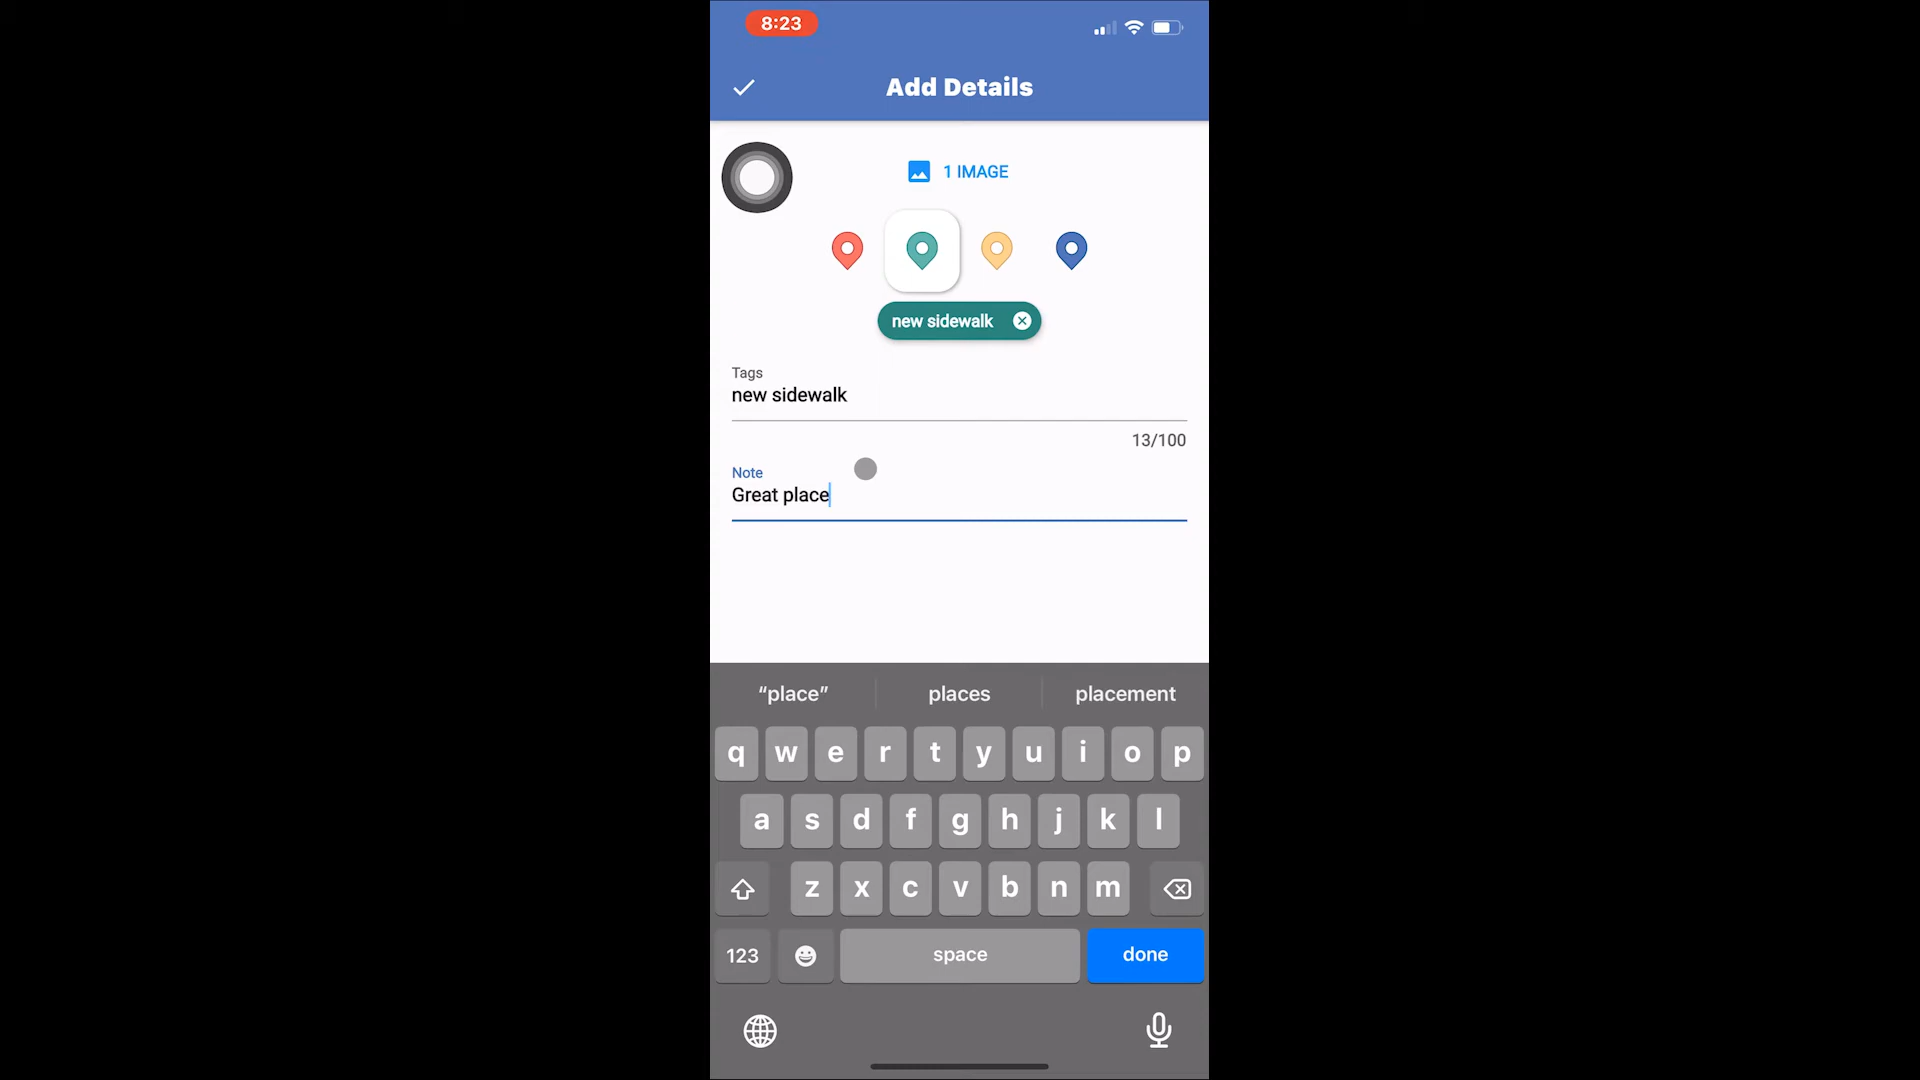 8:23
Add Details
1 IMAGE
new sidewalk
Tags
new sidewalk
13/100
Note
Great place
“place” places placement
q w e r t y u i o p
a s d f g h j k l
z x c v b n m
123 space done